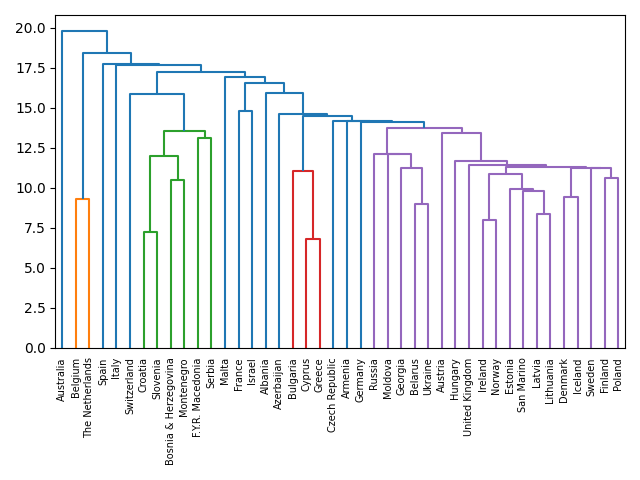 20.0
17.5
15.0
12.5
10.0
7.5
5.0
2.5
0.0
Australia
Belgium
The Netherlands
Spain
Italy
Switzerland
Croatia
Slovenia
Bosnia & Herzegovina
Montenegro
F.Y.R. Macedonia
Serbia
Malta
France
Israel
Albania
Azerbaijan
Bulgaria
Cyprus
Greece
Czech Republic
Armenia
Germany
Russia
Moldova
Georgia
Belarus
Ukraine
Austria
Hungary
United Kingdom
Ireland
Norway
Estonia
San Marino
Latvia
Lithuania
Denmark
Iceland
Sweden
Finland
Poland